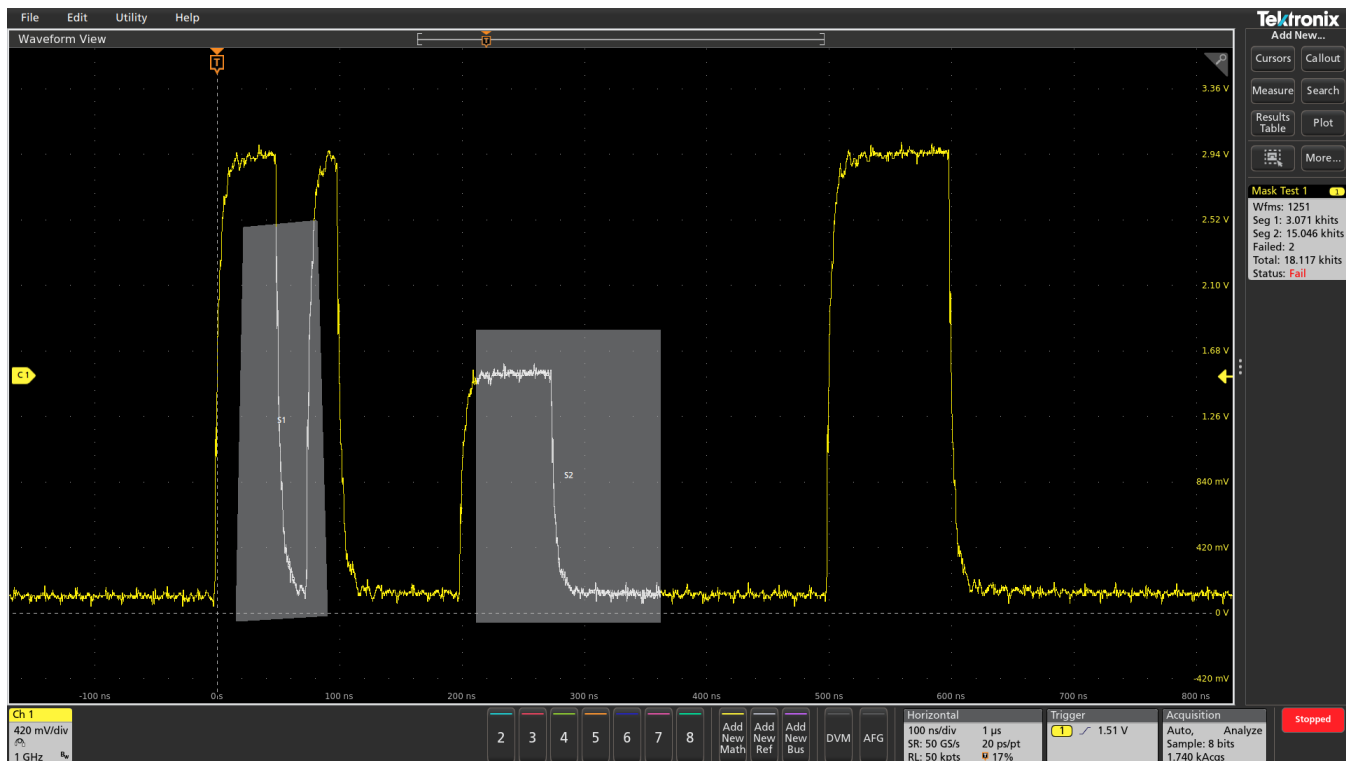 File Edit Utility Help
Tektronix
Waveform View
Add New...
Cursors Callout
Measure Search
Results Table Plot
More...
Mask Test 1 1
Wfms: 1251
Seg 1: 3.071 khits
Seg 2: 15.046 khits
Failed: 2
Total: 18.117 khits
Status: Fail
T
T
3.36 V
2.94 V
2.52 V
2.10 V
1.68 V
C 1
1.26 V
S1
S2
840 mV
420 mV
0 V
-420 mV
-100 ns 0s 100 ns 200 ns 300 ns 400 ns 500 ns 600 ns 700 ns 800 ns
Ch 1
420 mV/div
1 GHz Bw
2 3 4 5 6 7 8
Add New Math
Add New Ref
Add New Bus
DVM AFG
Horizontal
100 ns/div 1 µs
SR: 50 GS/s 20 ps/pt
RL: 50 kpts 17%
Trigger
1 1.51 V
Acquisition
Auto, Analyze
Sample: 8 bits
1.740 kAcqs
Stopped